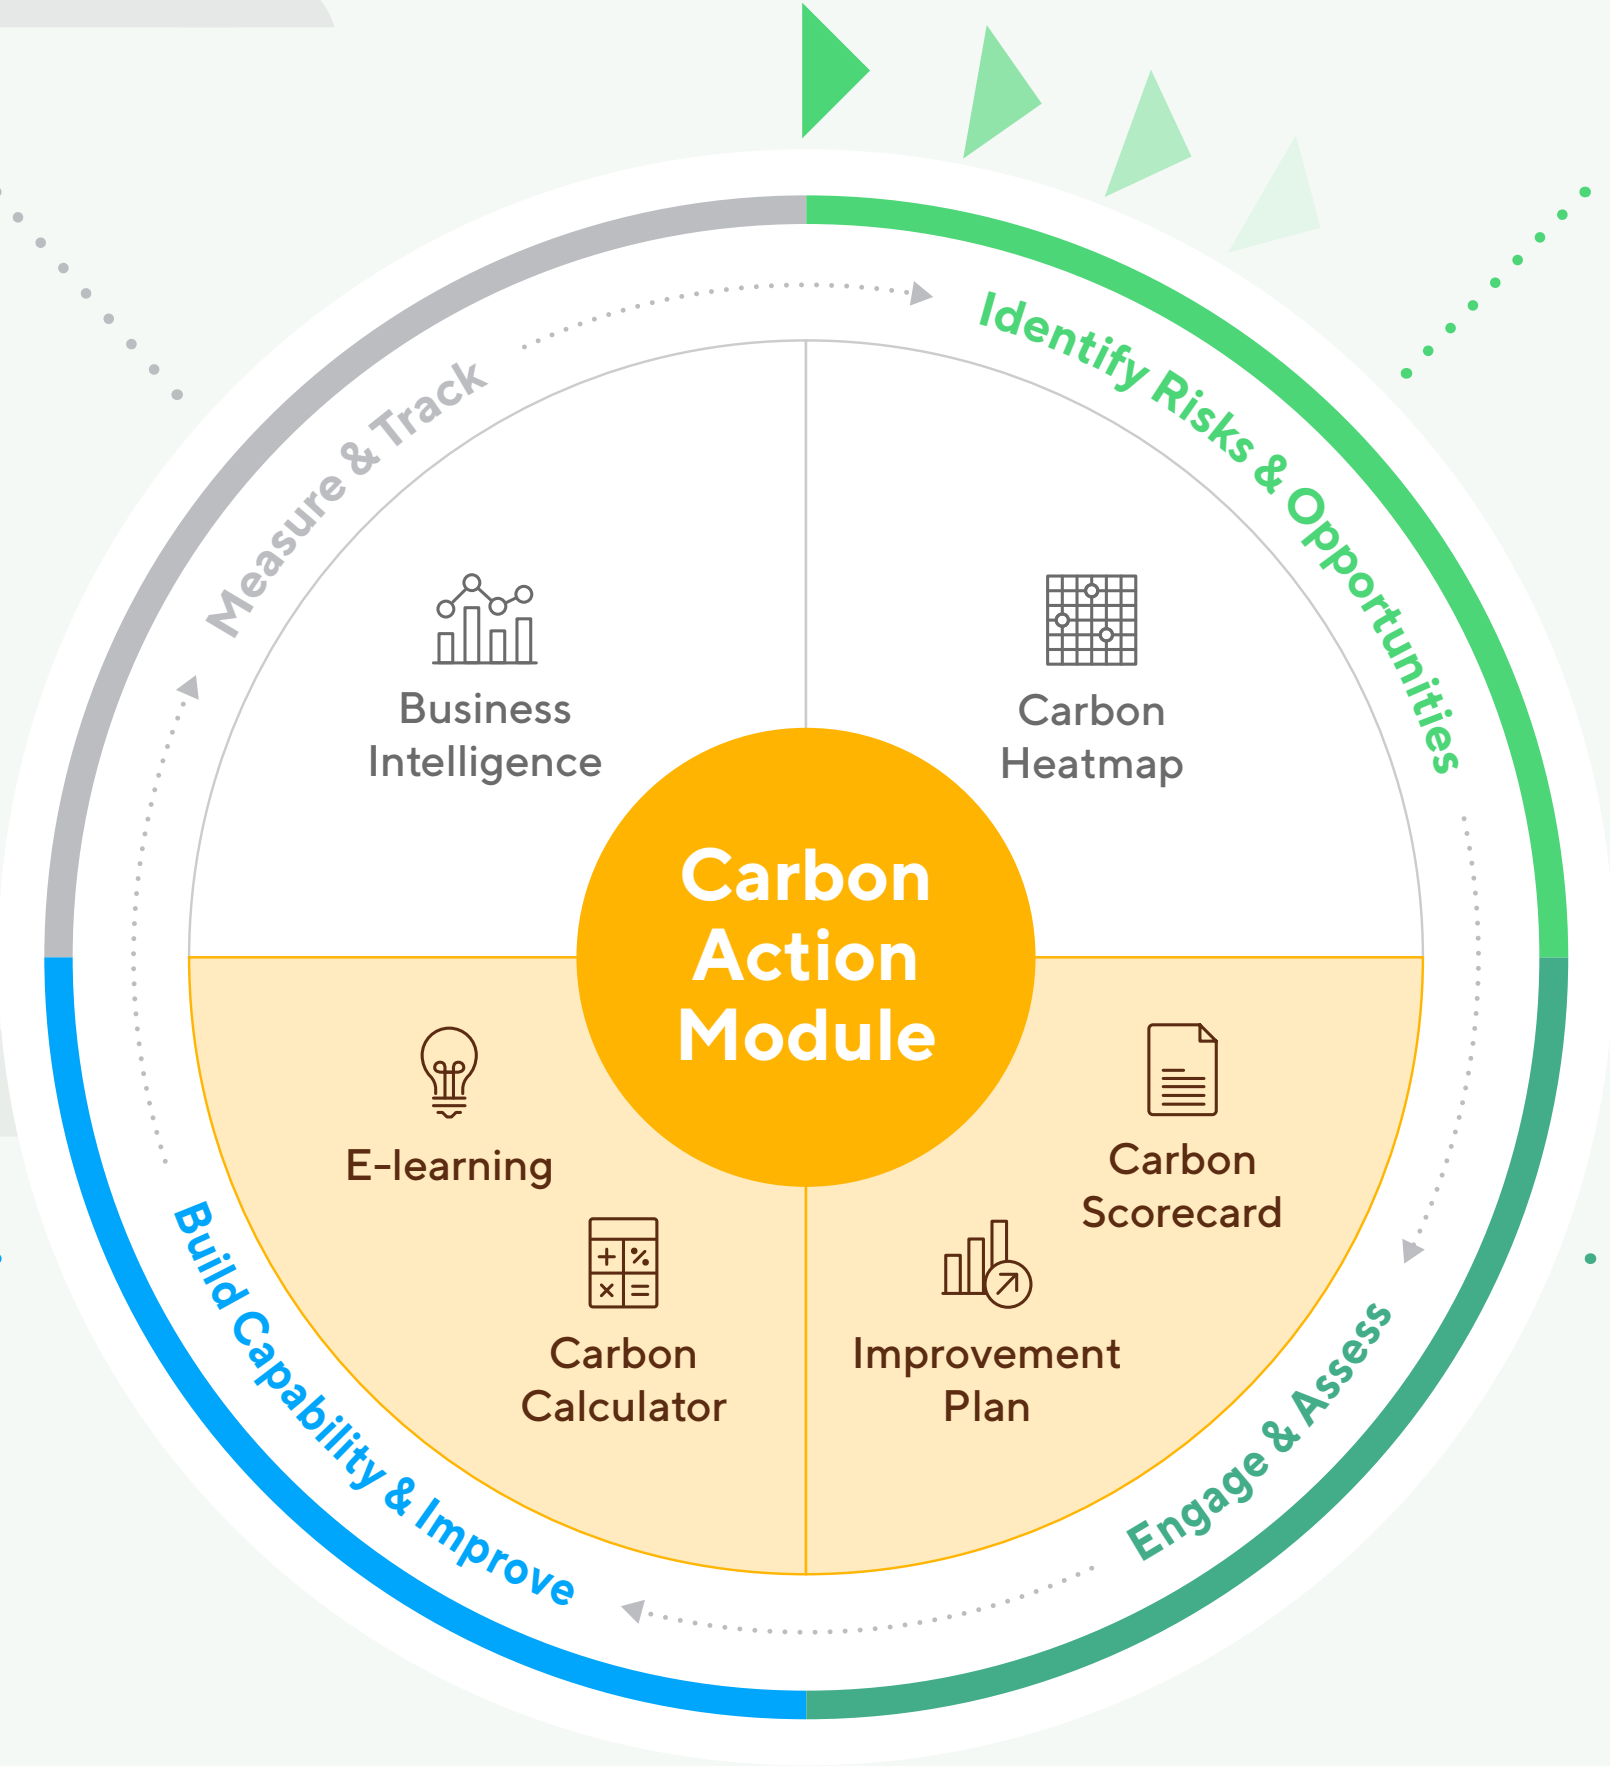 Identify Risks & Opportunities
Measure & Track
Business
Intelligence
Carbon
Heatmap
Carbon
Action
Module
E-learning
Carbon
Calculator
Carbon
Scorecard
Improvement
Plan
Engage & Assess
Build Capability & Improve